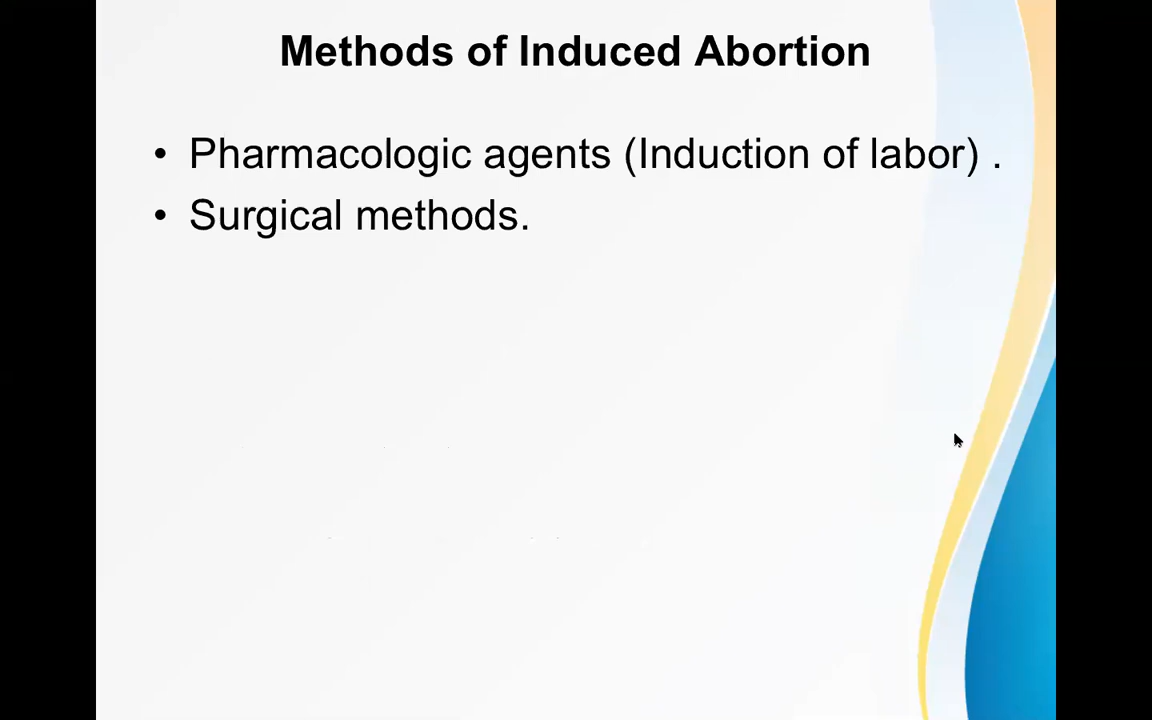 Methods of Induced Abortion
• Pharmacologic agents (Induction of labor) .
• Surgical methods.